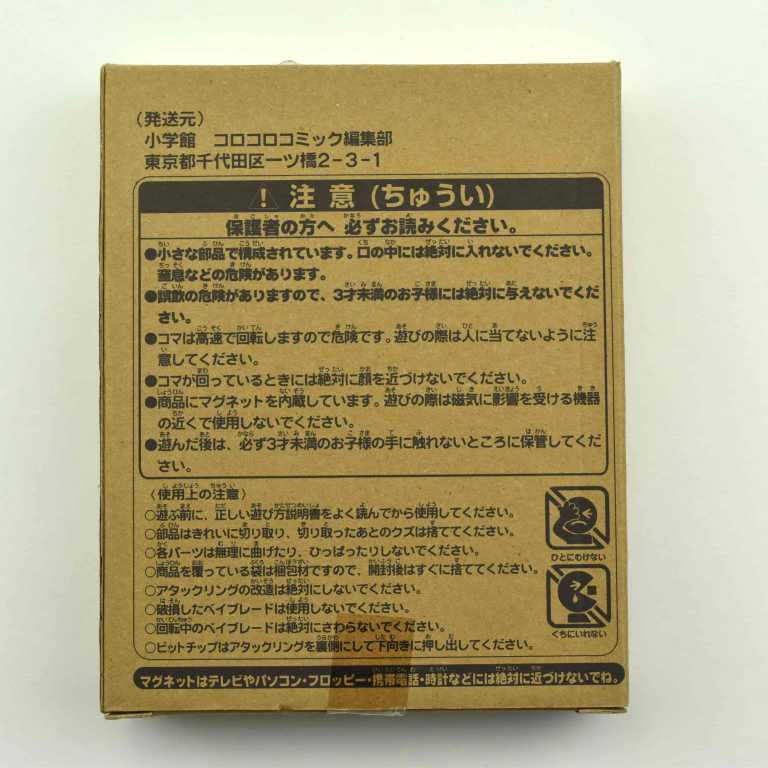 (発送元)
小学館 コロコロコミック編集部
東京都千代田区一ツ橋2-3-1
注意(ちゅうい)
保護者の方へ 必ずお読みください。
●小さな部品で構成されています。口の中には絶対に入れないでください。
窒息などの危険があります。
●誤飲の危険がありますので、3才未満のお子様には絶対に与えないでくだ
さい。
●コマは高速で回転しますので危険です。遊びの際は人に当てないように注
意してください。
●コマが回っているときには絶対に顔を近づけないでください。
●商品にマグネットを内蔵しています。遊びの際は磁気に影響を受ける機器
の近くで使用しないでください。
●遊んだ後は、必ず3才未満のお子様の手に触れないところに保管してくだ
さい。
〈使用上の注意〉
○遊ぶ前に、正しい遊び方説明書をよく読んでから使用してください。
○部品はきれいに切り取り、切り取ったあとのクズは捨ててください。
○各パーツは無理に曲げたり、ひっぱったりしないでください。
○商品を覆っている袋は梱包材ですので、開封後はすぐに捨ててください。
○アタックリングの改造は絶対にしないでください。
○破損したベイブレードは使用しないでください。
○回転中のベイブレードは絶対にさわらないでください。
○ビットチップはアタックリングを裏側にして下向きに押し出してください。
ひとにむけない
くちにいれない
マグネットはテレビやパソコン・フロッピー・携帯電話・時計などには絶対に近づけないでね。